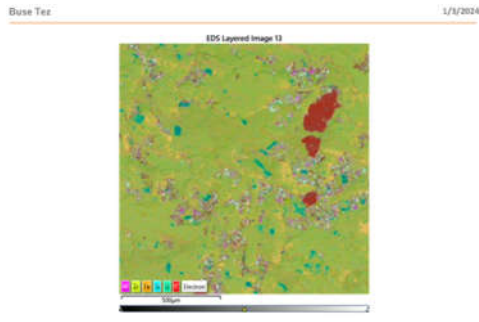 Buse Tez
1/3/2024
EDS Layered Image 13
Electron
500µm